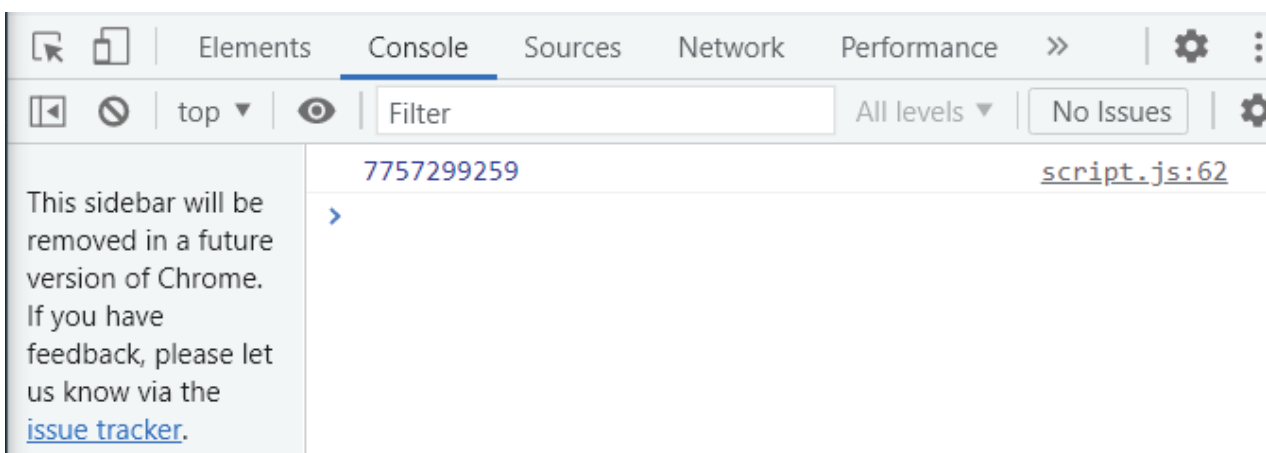 Elements Console Sources Network Performance »
top ▼ Filter All levels ▼ No Issues
7757299259 script.js:62
›
This sidebar will be
removed in a future
version of Chrome.
If you have
feedback, please let
us know via the
issue tracker.